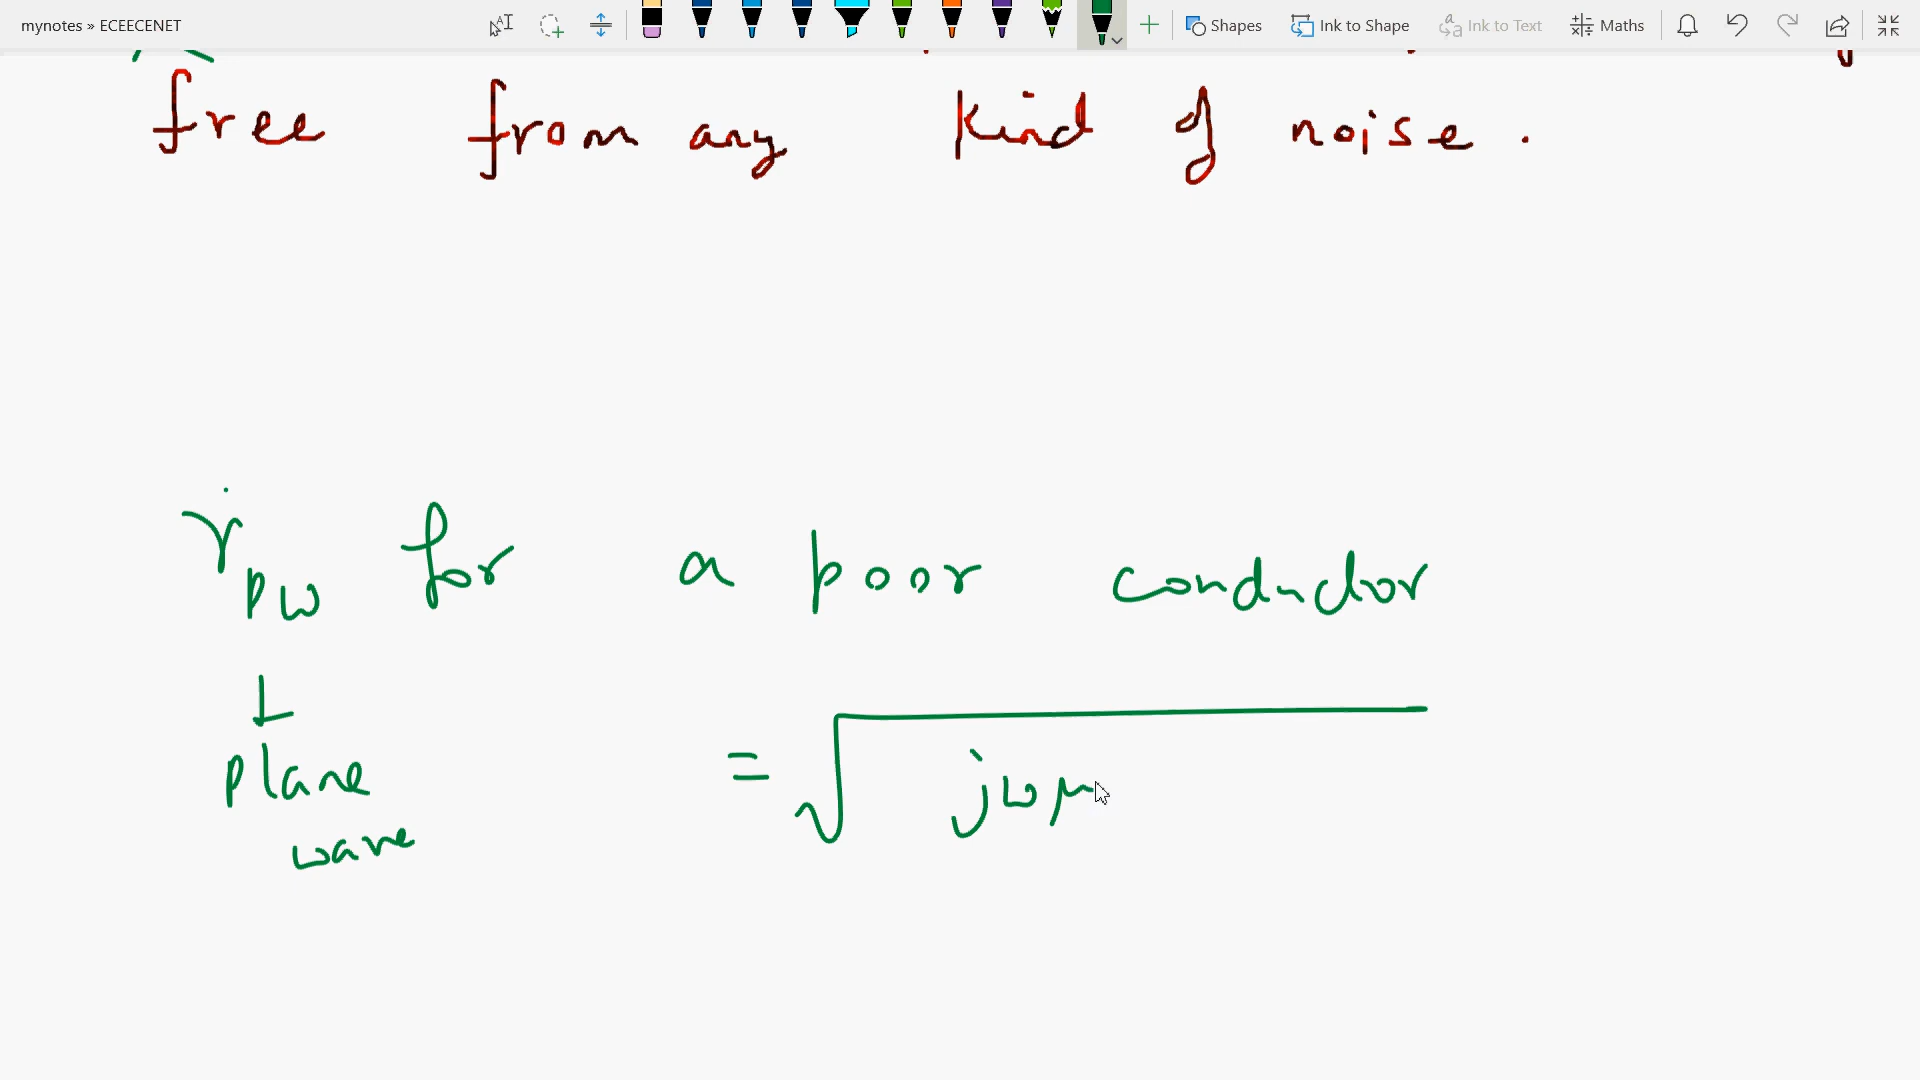 mynotes » ECEECENET
Shapes
Ink to Shape
Ink to Text
Maths
free from any kind of noise .
γ̇pw for a poor conductor
plane
wave
= √jωμ